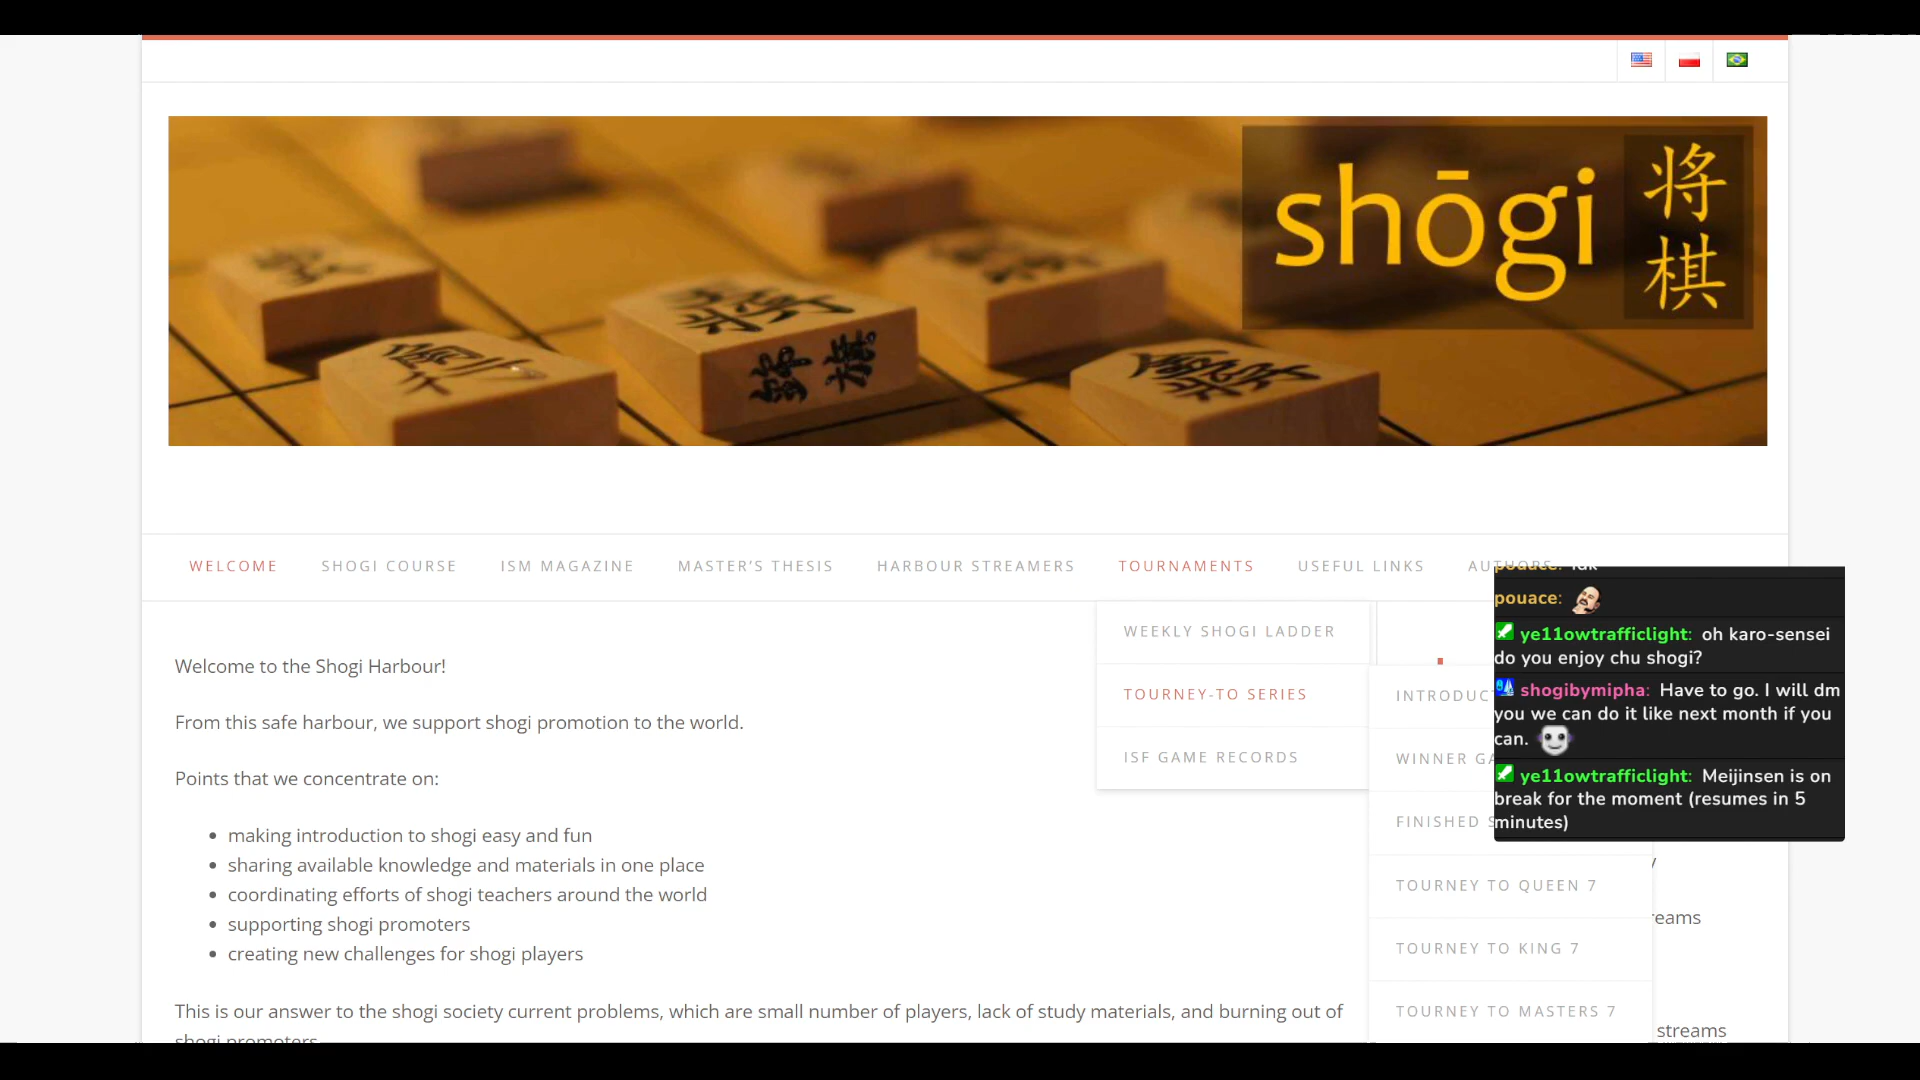 shōgi
将
棋
WELCOME
SHOGI COURSE
ISM MAGAZINE
MASTER'S THESIS
HARBOUR STREAMERS
TOURNAMENTS
USEFUL LINKS
AUTHORS
WEEKLY SHOGI LADDER
TOURNEY-TO SERIES
ISF GAME RECORDS
TOURNEY TO QUEEN 7
TOURNEY TO KING 7
TOURNEY TO MASTERS 7
Welcome to the Shogi Harbour!
From this safe harbour, we support shogi promotion to the world.
Points that we concentrate on:
making introduction to shogi easy and fun
sharing available knowledge and materials in one place
coordinating efforts of shogi teachers around the world
supporting shogi promoters
creating new challenges for shogi players
This is our answer to the shogi society current problems, which are small number of players, lack of study materials, and burning out of
shogi promoters
streams
pouace:
ye11owtrafficlight: oh karo-sensei
do you enjoy chu shogi?
shogibymipha: Have to go. I will dm
you we can do it like next month if you
can.
ye11owtrafficlight: Meijinsen is on
break for the moment (resumes in 5
minutes)